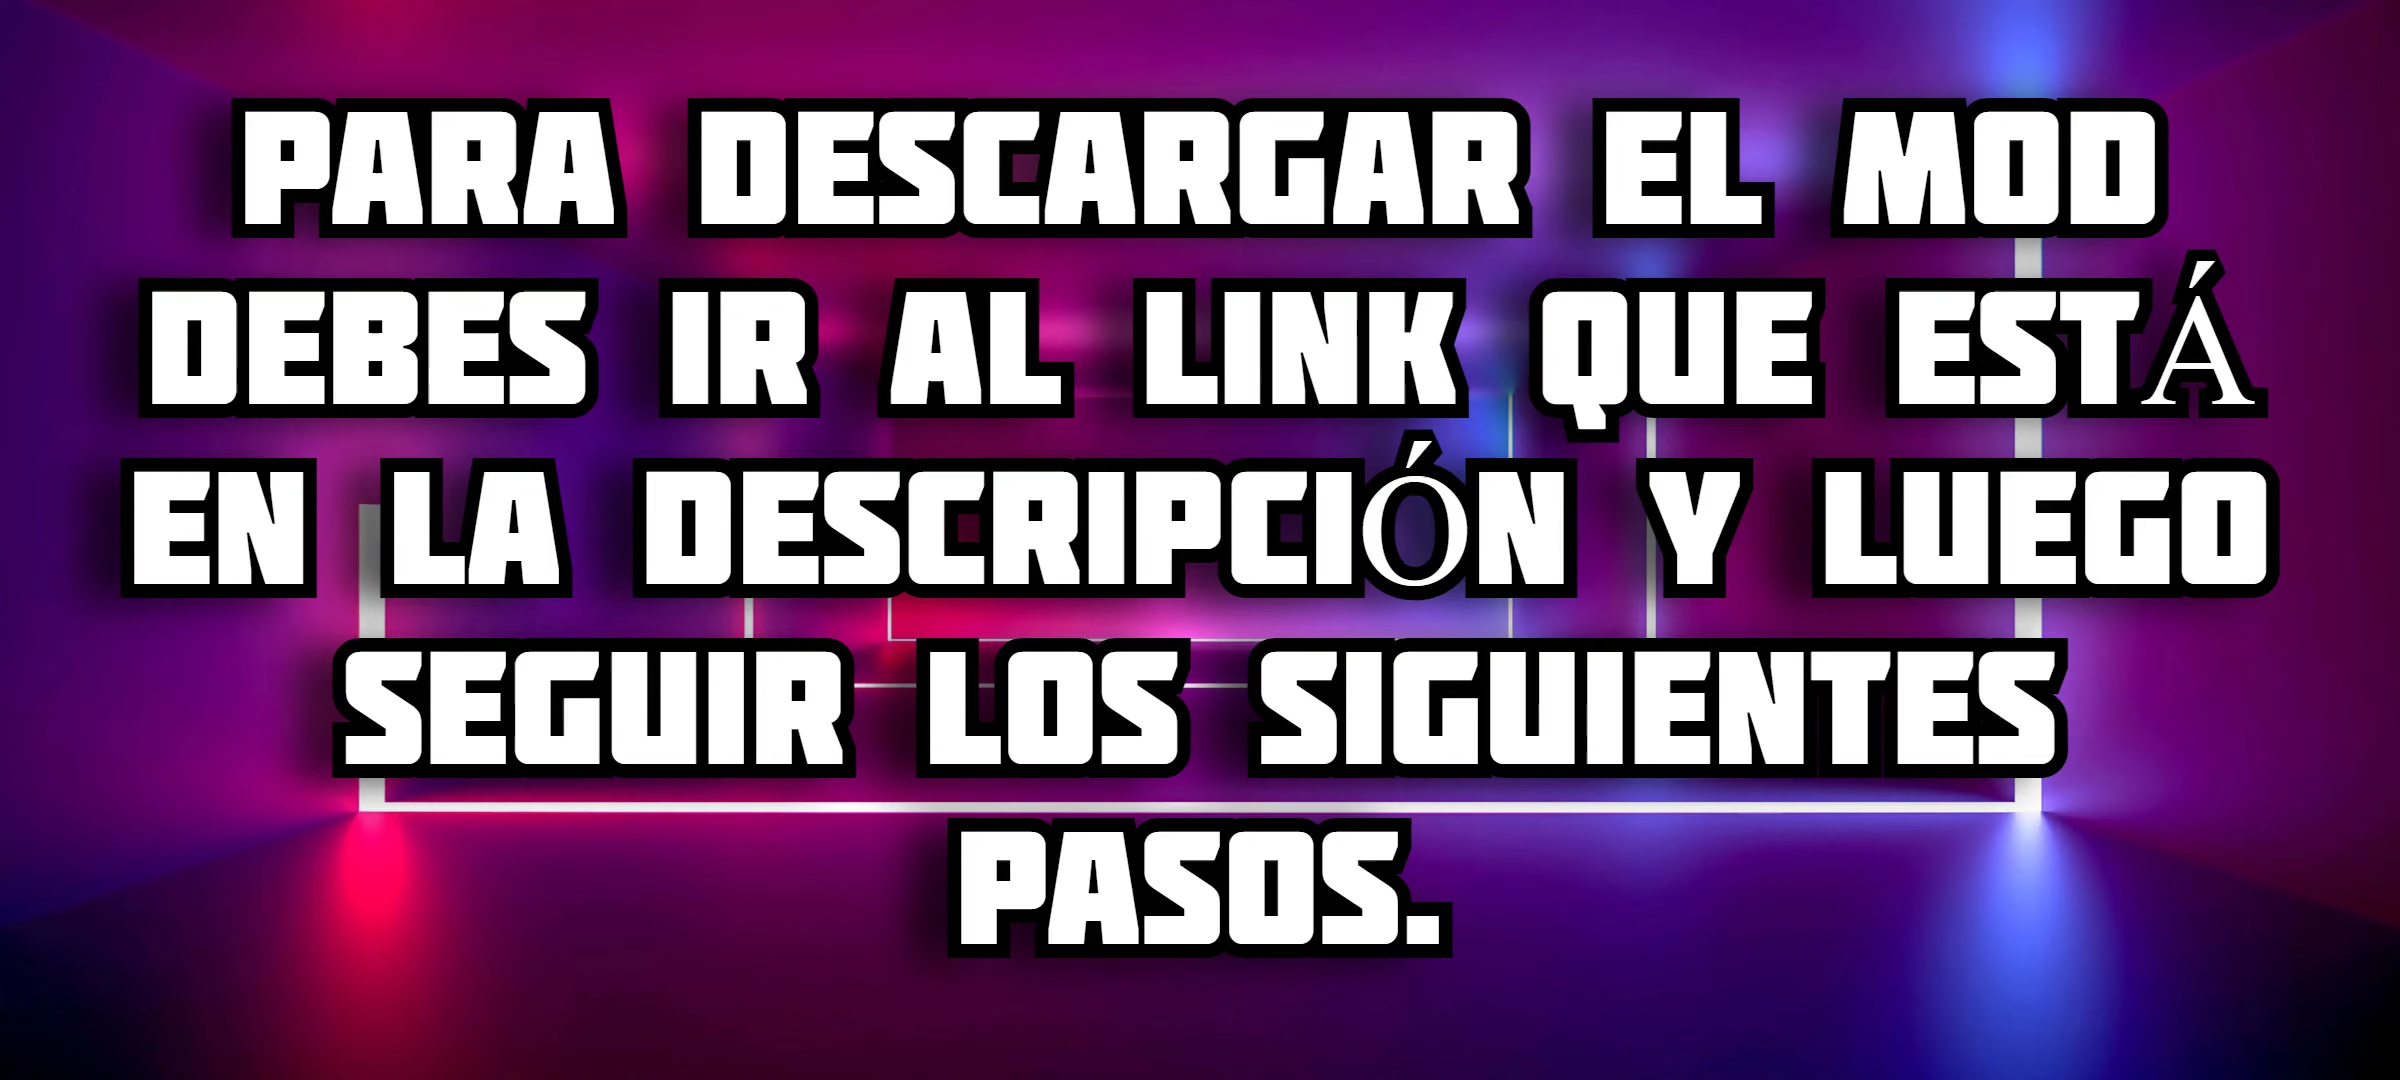 PARA DESCARGAR EL MOD
DEBES IR AL LINK QUE ESTÁ
EN LA DESCRIPCIÓN Y LUEGO
SEGUIR LOS SIGUIENTES
PASOS.